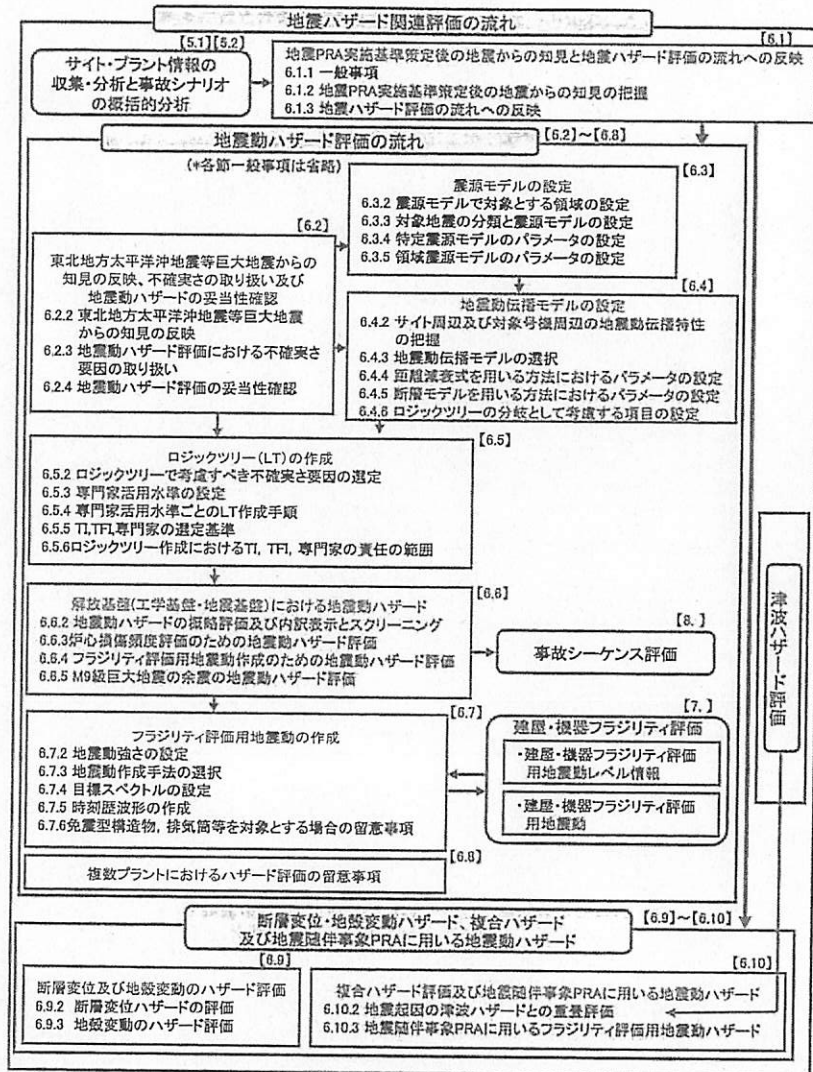 地震ハザード関連評価の流れ
[5.1][5.2]
サイト・プラント情報の
収集・分析と事故シナリオ
の概括的分析
[6.1]
地震PRA実施基準策定後の地震からの知見と地震ハザード評価の流れへの反映
6.1.1 一般事項
6.1.2 地震PRA実施基準策定後の地震からの知見の把握
6.1.3 地震ハザード評価の流れへの反映
地震動ハザード評価の流れ
[6.2]～[6.8]
(*各節一般事項は省略)
[6.3]
震源モデルの設定
6.3.2 震源モデルで対象とする領域の設定
6.3.3 対象地震の分類と震源モデルの設定
6.3.4 特定震源モデルのパラメータの設定
6.3.5 領域震源モデルのパラメータの設定
[6.2]
東北地方太平洋沖地震等巨大地震からの
知見の反映、不確実さの取り扱い及び
地震動ハザードの妥当性確認
6.2.2 東北地方太平洋沖地震等巨大地震
からの知見の反映
6.2.3 地震動ハザード評価における不確実さ
要因の取り扱い
6.2.4 地震動ハザード評価の妥当性確認
[6.4]
地震動伝播モデルの設定
6.4.2 サイト周辺及び対象号機周辺の地震動伝播特性
の把握
6.4.3 地震動伝播モデルの選択
6.4.4 距離減衰式を用いる方法におけるパラメータの設定
6.4.5 断層モデルを用いる方法におけるパラメータの設定
6.4.6 ロジックツリーの分岐として考慮する項目の設定
[6.5]
ロジックツリー(LT)の作成
6.5.2 ロジックツリーで考慮すべき不確実さ要因の選定
6.5.3 専門家活用水準の設定
6.5.4 専門家活用水準ごとのLT作成手順
6.5.5 TI,TFI,専門家の選定基準
6.5.6ロジックツリー作成におけるTI, TFI, 専門家の責任の範囲
[6.6]
解放基盤(工学基盤・地震基盤)における地震動ハザード
6.6.2 地震動ハザードの概略評価及び内訳表示とスクリーニング
6.6.3炉心損傷頻度評価のための地震動ハザード評価
6.6.4 フラジリティ評価用地震動作成のための地震動ハザード評価
6.6.5 M9級巨大地震の余震の地震動ハザード評価
[8. ]
事故シーケンス評価
津波ハザード評価
[6.7]
フラジリティ評価用地震動の作成
6.7.2 地震動強さの設定
6.7.3 地震動作成手法の選択
6.7.4 目標スペクトルの設定
6.7.5 時刻歴波形の作成
6.7.6免震型構造物, 排気筒等を対象とする場合の留意事項
[7. ]
建屋・機器フラジリティ評価
・建屋・機器フラジリティ評価
用地震動レベル情報
・建屋・機器フラジリティ評価
用地震動
[6.8]
複数プラントにおけるハザード評価の留意事項
断層変位・地殻変動ハザード、複合ハザード
及び地震随伴事象PRAに用いる地震動ハザード
[6.9]～[6.10]
[6.9]
断層変位及び地殻変動のハザード評価
6.9.2 断層変位ハザードの評価
6.9.3 地殻変動のハザード評価
[6.10]
複合ハザード評価及び地震随伴事象PRAに用いる地震動ハザード
6.10.2 地震起因の津波ハザードとの重畳評価
6.10.3 地震随伴事象PRAに用いるフラジリティ評価用地震動ハザード